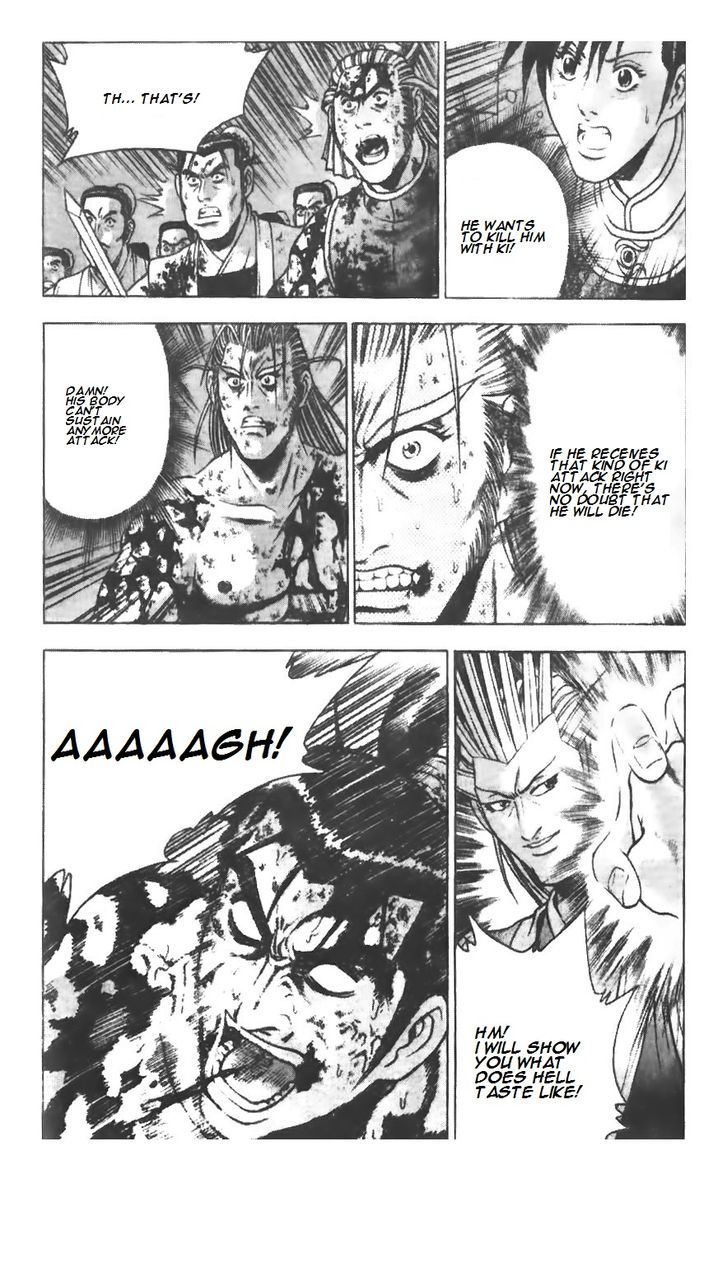 HE WANTS
TO KILL HIM
WITH KI!
TH... THAT'S!
IF HE RECEIVES
THAT KIND OF KI
ATTACK RIGHT
NOW, THERE'S
NO DOUBT THAT
HE WILL DIE!
DAMN!
HIS BODY
CAN'T
SUSTAIN
ANYMORE
ATTACK!
HM!
I WILL SHOW
YOU WHAT
DOES HELL
TASTE LIKE!
AAAAAGH!